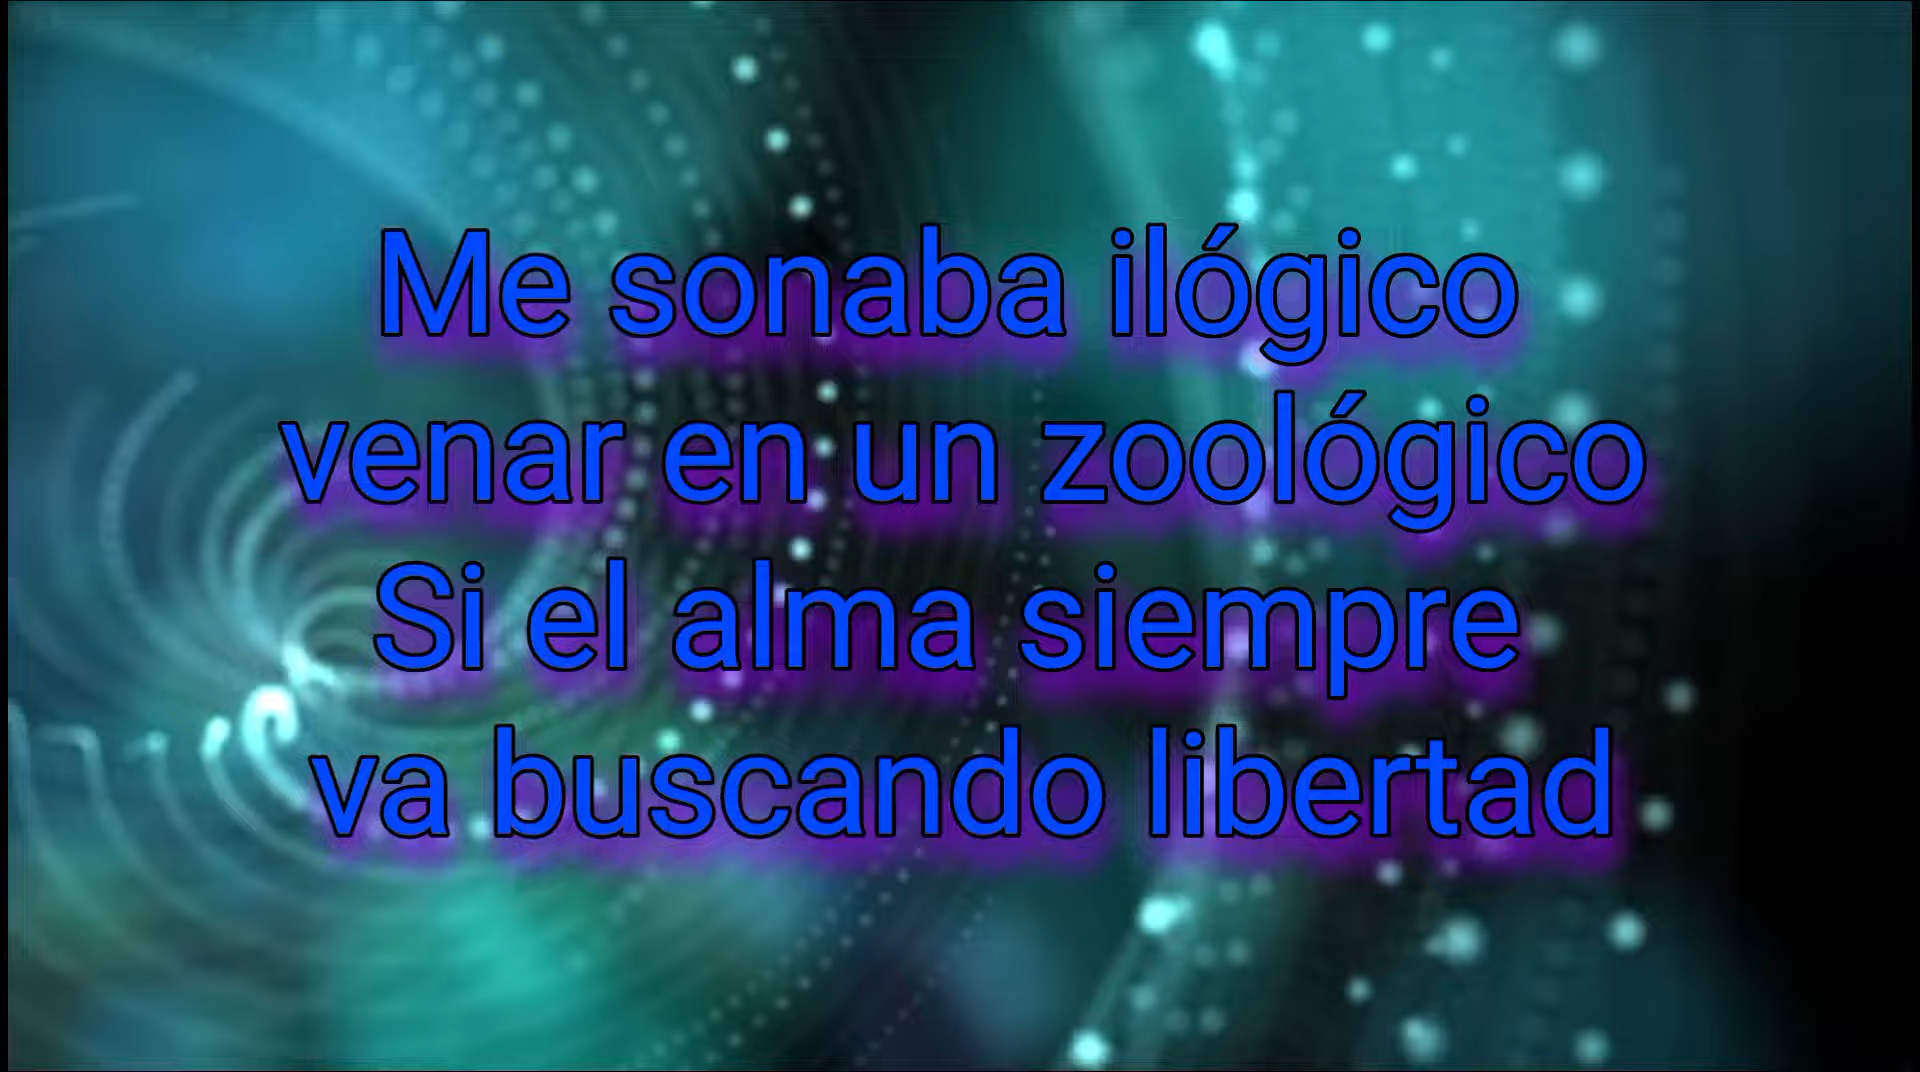 Me sonaba ilógico
venar en un zoológico
Si el alma siempre
va buscando libertad